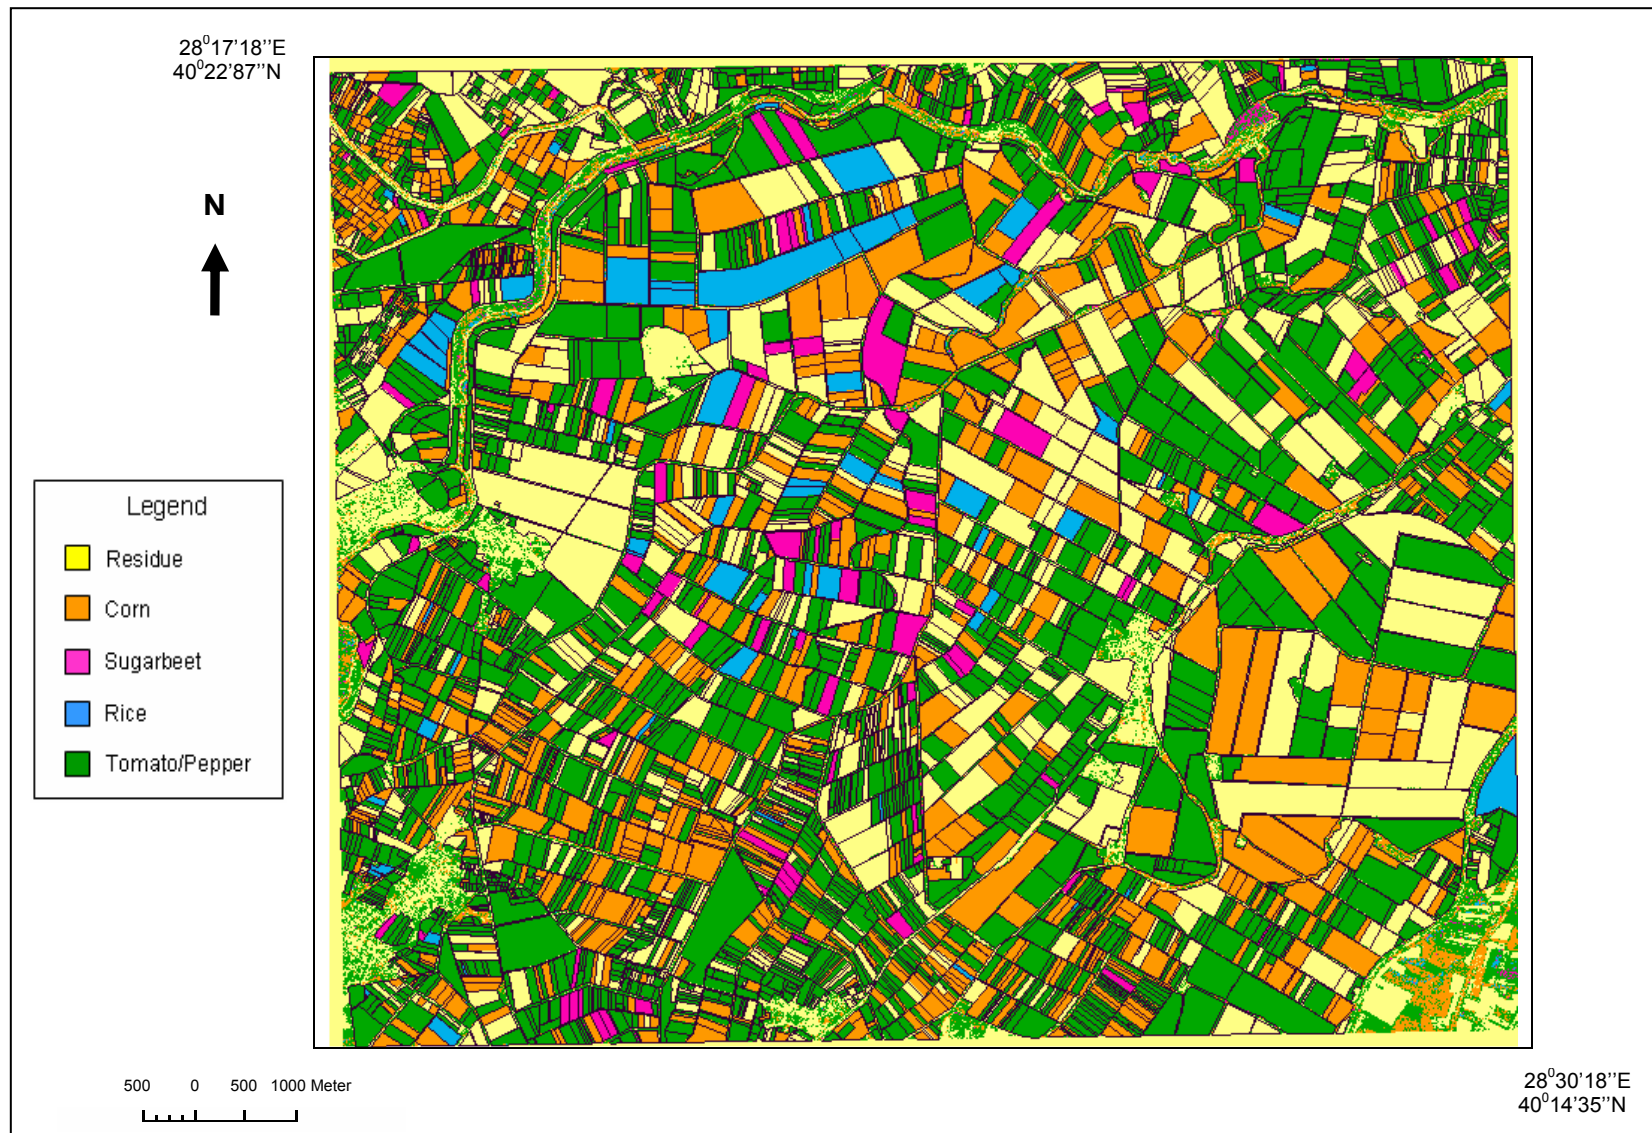 28⁰17'18''E
40⁰22'87''N
N
Legend
Residue
Corn
Sugarbeet
Rice
Tomato/Pepper
500 0 500 1000 Meter
28⁰30'18''E
40⁰14'35''N